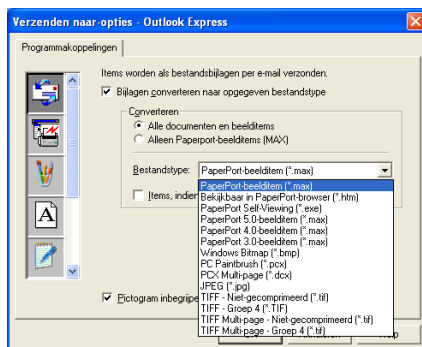 Verzenden naar-opties - Outlook Express
Programmakoppelingen
Items worden als bestandsbijlagen per e-mail verzonden.
Bijlagen converteren naar opgegeven bestandstype
Converteren
Alle documenten en beelditems
Alleen Paperport-beelditems (MAX)
Bestandstype: PaperPort-beelditem (*.max)
PaperPort-beelditem (*.max)
Items, indien
Bekijkbaar in PaperPort-browser (*.htm)
PaperPort Self-Viewing (*.exe)
PaperPort 5.0-beelditem (*.max)
PaperPort 4.0-beelditem (*.max)
PaperPort 3.0-beelditem (*.max)
Windows Bitmap (*.bmp)
PC Paintbrush (*.pcx)
PCX Multi-page (*.dcx)
JPEG (*.jpg)
TIFF - Niet-gecomprimeerd (*.tif)
Pictogram inbegrepe
TIFF - Groep 4 (*.TIF)
TIFF Multi-page - Niet-gecomprimeerd (*.tif)
TIFF Multi-page - Groep 4 (*.tif)